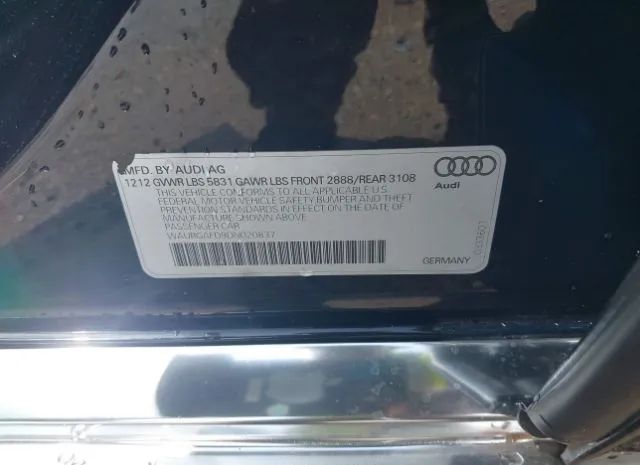 MFD. BY AUDI AG
1212 GVWR LBS 5831 GAWR LBS FRONT 2888/REAR 3108
THIS VEHICLE CONFORMS TO ALL APPLICABLE U.S.
FEDERAL MOTOR VEHICLE SAFETY BUMPER AND THEFT
PREVENTION STANDARDS IN EFFECT ON THE DATE OF
MANUFACTURE SHOWN ABOVE
PASSENGER CAR
Audi
GERMANY